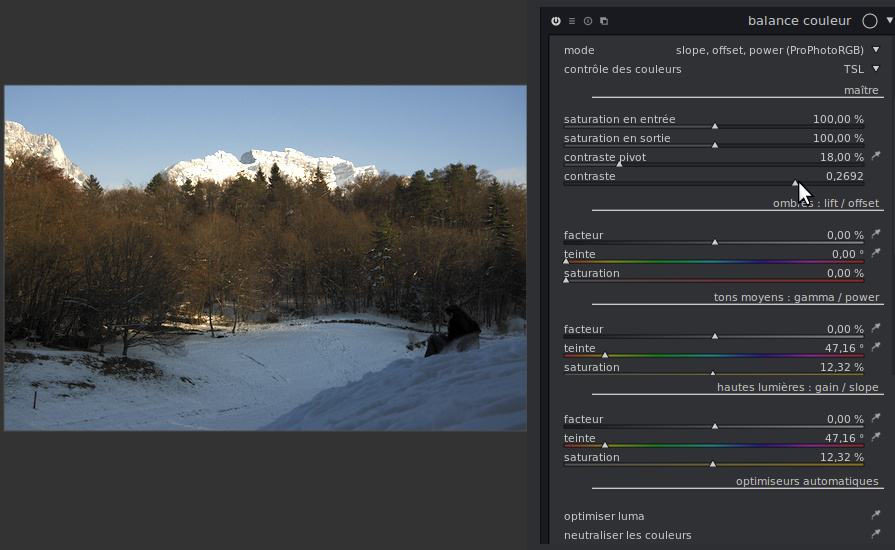 balance couleur
mode slope, offset, power (ProPhotoRGB)
contrôle des couleurs TSL
maître
saturation en entrée 100,00 %
saturation en sortie 100,00 %
contraste pivot 18,00 %
contraste 0,2692
ombres : lift / offset
facteur 0,00 %
teinte 0,00 °
saturation 0,00 %
tons moyens : gamma / power
facteur 0,00 %
teinte 47,16 °
saturation 12,32 %
hautes lumières : gain / slope
facteur 0,00 %
teinte 47,16 °
saturation 12,32 %
optimiseurs automatiques
optimiser luma
neutraliser les couleurs